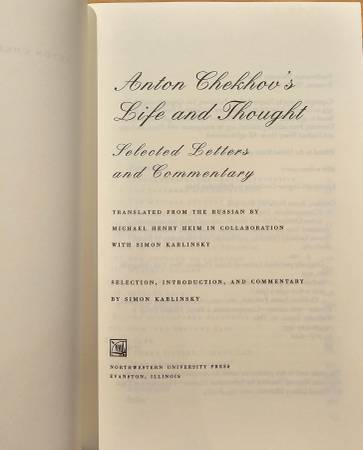 Anton Chekhov's
Life and Thought
Selected Letters
and Commentary
TRANSLATED FROM THE RUSSIAN BY
MICHAEL HENRY HEIM IN COLLABORATION
WITH SIMON KARLINSKY
SELECTION, INTRODUCTION, AND COMMENTARY
BY SIMON KARLINSKY
NORTHWESTERN UNIVERSITY PRESS
EVANSTON, ILLINOIS